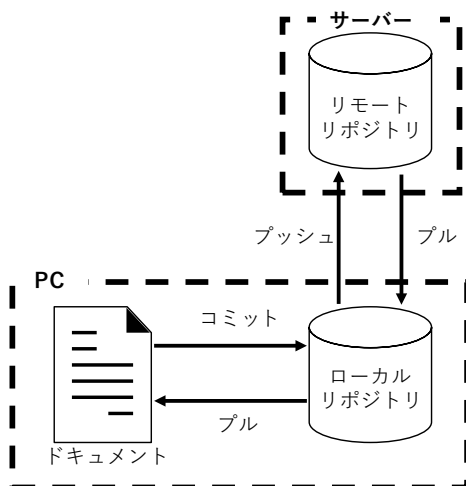 サーバー
リモート
リポジトリ
プッシュ
プル
PC
コミット
ローカル
リポジトリ
プル
ドキュメント